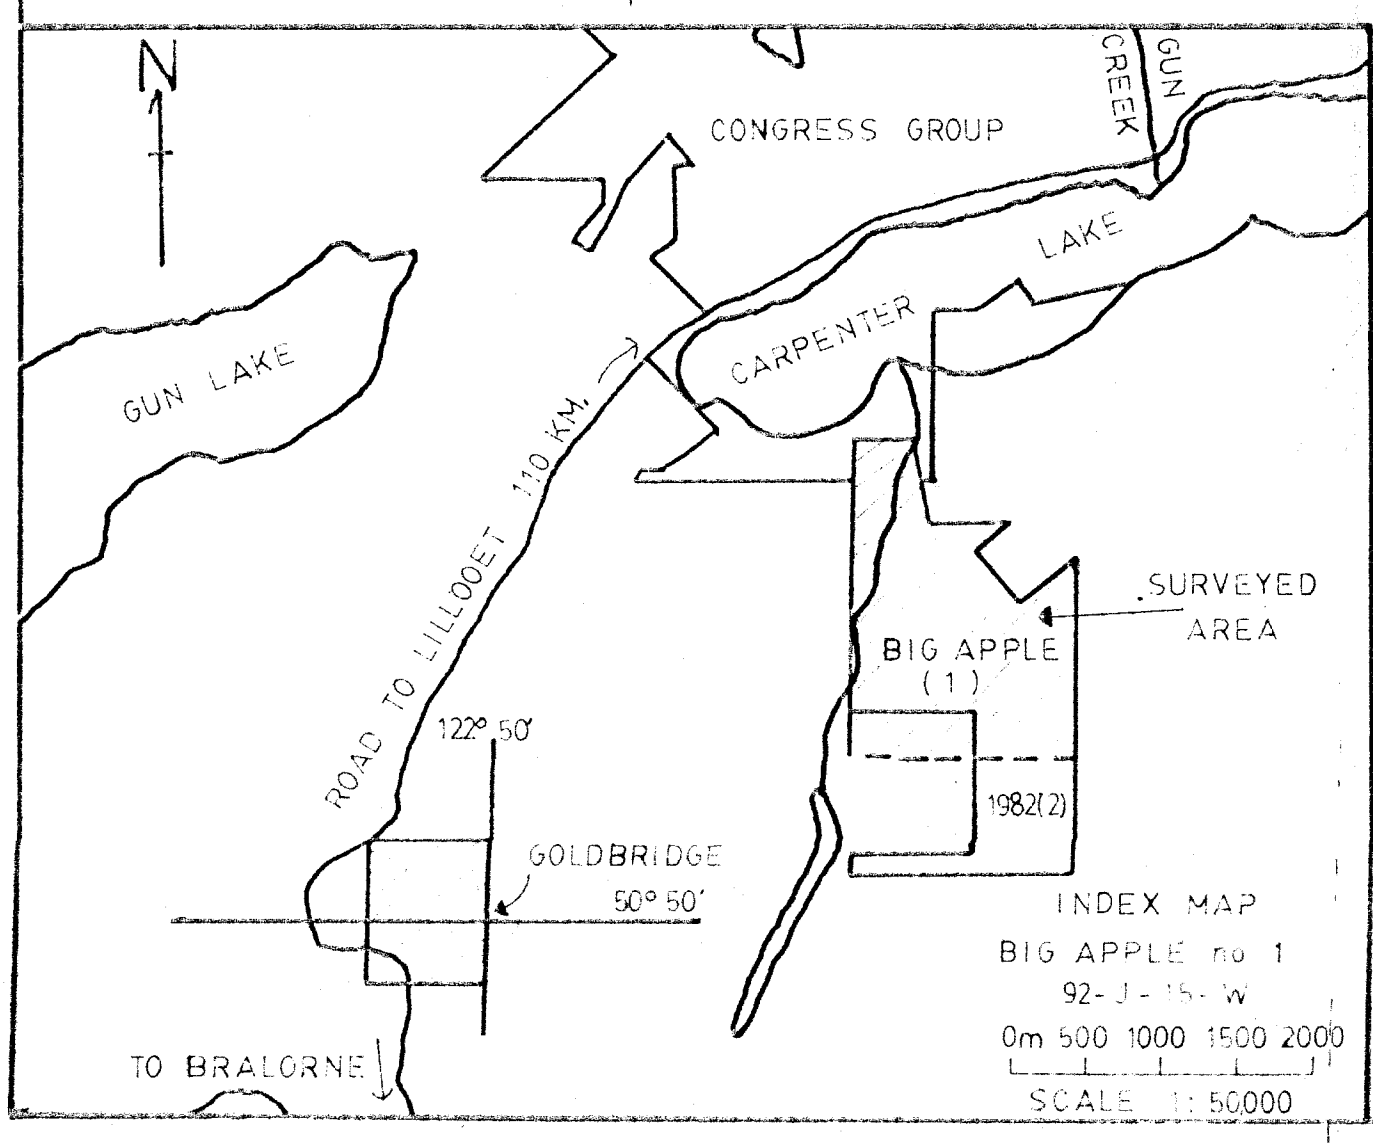 N
GUN
CREEK
CONGRESS GROUP
LAKE
CARPENTER
GUN LAKE
ROAD TO LILLOOET 110 KM.
SURVEYED
AREA
BIG APPLE
(1)
122° 50'
1982(2)
GOLDBRIDGE
50° 50'
INDEX MAP
BIG APPLE no 1
92-J-15-W
0m 500 1000 1500 2000
SCALE 1:50,000
TO BRALORNE